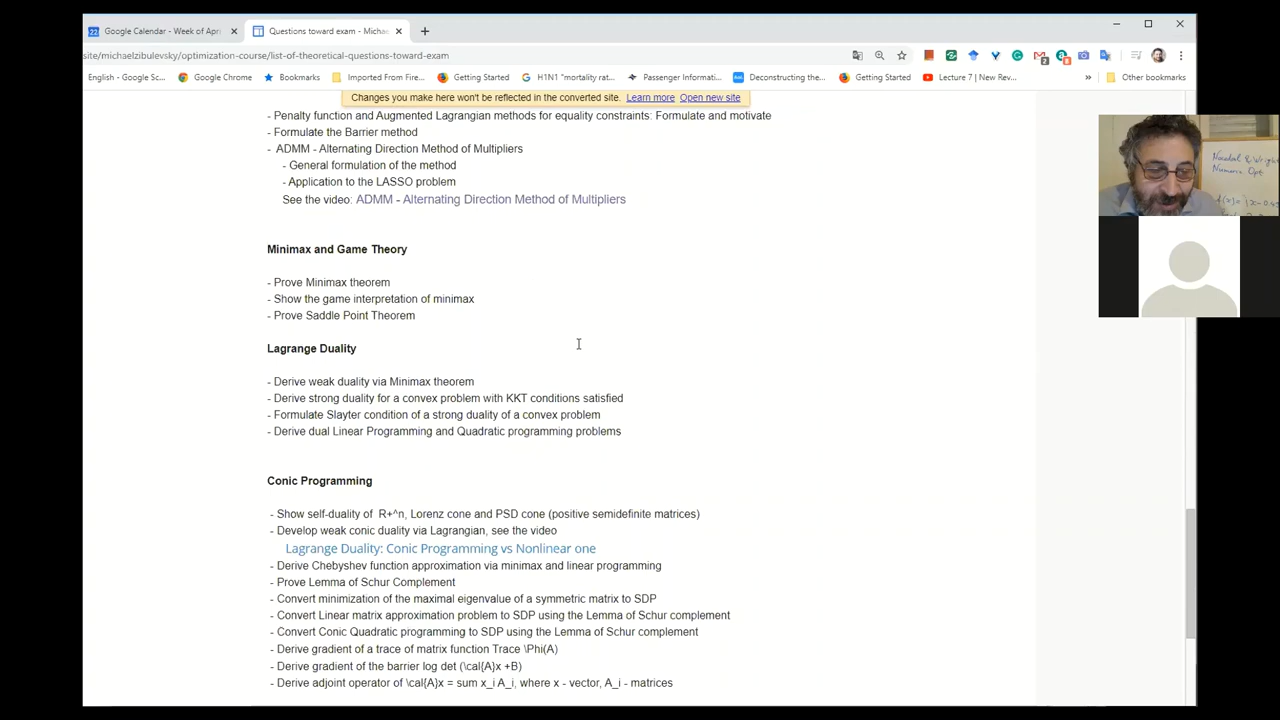 Google Calendar - Week of Apri
Questions toward exam - Michae
site/michaelzibulevsky/optimization-course/list-of-theoretical-questions-toward-exam
English - Google Sc...
Google Chrome
Bookmarks
Imported From Fire...
Getting Started
H1N1 "mortality rat...
Passenger Informati...
Deconstructing the...
Getting Started
Lecture 7 | New Rev...
Other bookmarks
Changes you make here won't be reflected in the converted site. Learn more Open new site
- Penalty function and Augmented Lagrangian methods for equality constraints: Formulate and motivate
- Formulate the Barrier method
- ADMM - Alternating Direction Method of Multipliers
- General formulation of the method
- Application to the LASSO problem
See the video: ADMM - Alternating Direction Method of Multipliers
Minimax and Game Theory
- Prove Minimax theorem
- Show the game interpretation of minimax
- Prove Saddle Point Theorem
Lagrange Duality
- Derive weak duality via Minimax theorem
- Derive strong duality for a convex problem with KKT conditions satisfied
- Formulate Slayter condition of a strong duality of a convex problem
- Derive dual Linear Programming and Quadratic programming problems
Conic Programming
- Show self-duality of R+^n, Lorenz cone and PSD cone (positive semidefinite matrices)
- Develop weak conic duality via Lagrangian, see the video
Lagrange Duality: Conic Programming vs Nonlinear one
- Derive Chebyshev function approximation via minimax and linear programming
- Prove Lemma of Schur Complement
- Convert minimization of the maximal eigenvalue of a symmetric matrix to SDP
- Convert Linear matrix approximation problem to SDP using the Lemma of Schur complement
- Convert Conic Quadratic programming to SDP using the Lemma of Schur complement
- Derive gradient of a trace of matrix function Trace \Phi(A)
- Derive gradient of the barrier log det (\cal{A}x +B)
- Derive adjoint operator of \cal{A}x = sum x_i A_i, where x - vector, A_i - matrices